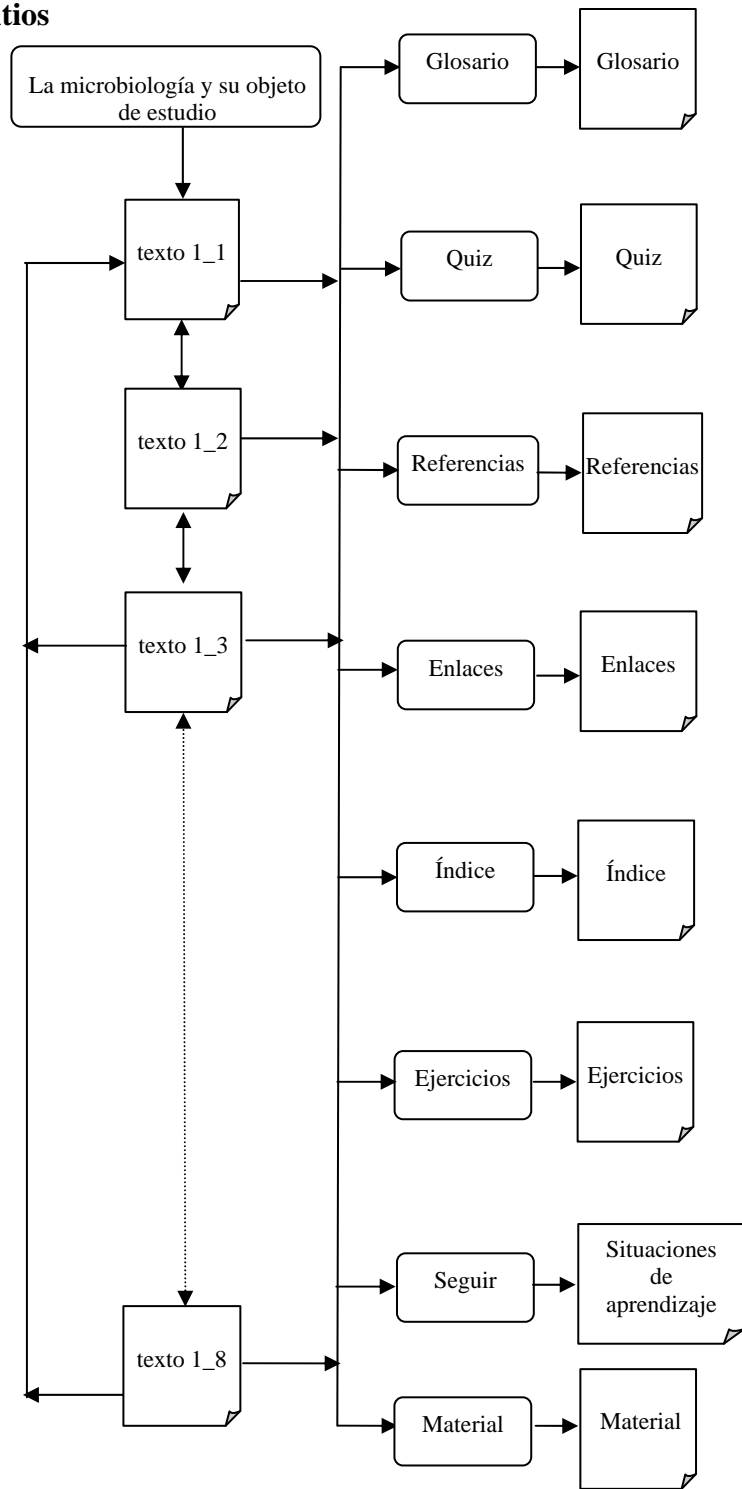 La microbiología y su objeto
de estudio
Glosario
Glosario
texto 1_1
Quiz
Quiz
texto 1_2
Referencias
Referencias
texto 1_3
Enlaces
Enlaces
Índice
Índice
Ejercicios
Ejercicios
Seguir
Situaciones
de
aprendizaje
texto 1_8
Material
Material